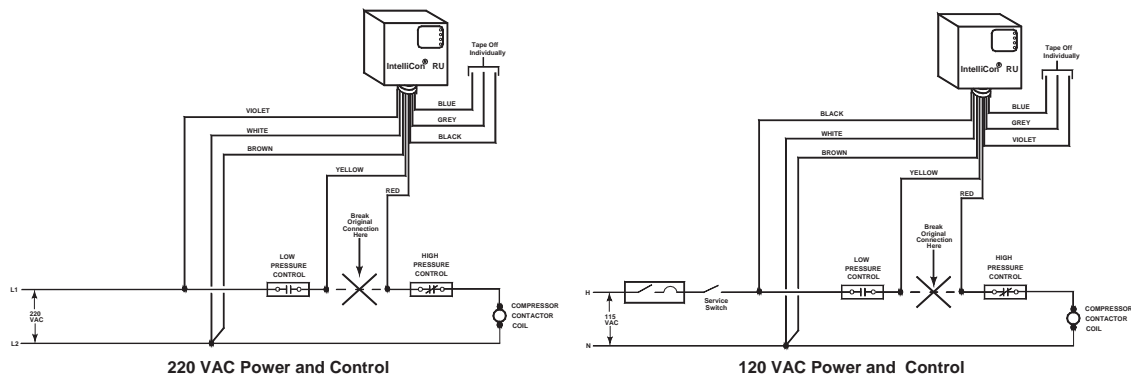 IntelliCon® RU
Tape Off
Individually
BLUE
GREY
BLACK
VIOLET
WHITE
BROWN
YELLOW
RED
Break
Original
Connection
Here
LOW
PRESSURE
CONTROL
HIGH
PRESSURE
CONTROL
L1
220
VAC
L2
COMPRESSOR
CONTACTOR
COIL
220 VAC Power and Control
IntelliCon® RU
Tape Off
Individually
BLUE
GREY
VIOLET
BLACK
WHITE
BROWN
YELLOW
RED
Break
Original
Connection
Here
LOW
PRESSURE
CONTROL
HIGH
PRESSURE
CONTROL
H
Service
Switch
115
VAC
N
COMPRESSOR
CONTACTOR
COIL
120 VAC Power and Control